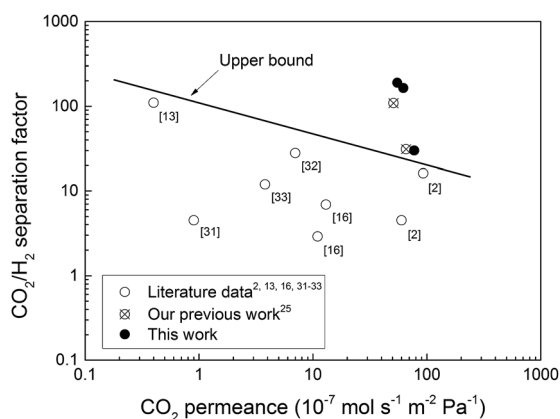 1000
100
10
1
0.1
CO₂/H₂ separation factor
Upper bound
[13]
[32]
[33]
[31]
[16]
[16]
[2]
[2]
Literature data²˒ ¹³˒ ¹⁶˒ ³¹⁻³³
Our previous work²⁵
This work
0.1 1 10 100 1000
CO₂ permeance (10⁻⁷ mol s⁻¹ m⁻² Pa⁻¹)